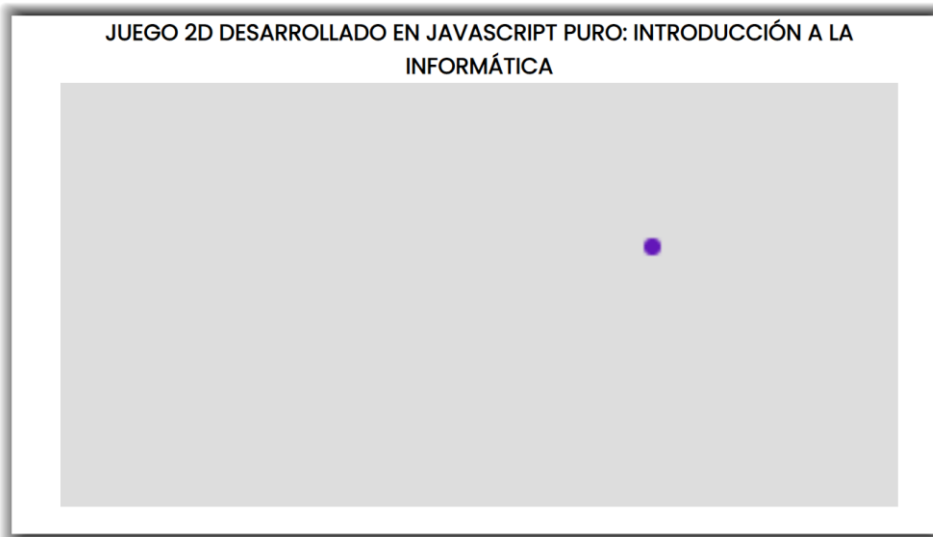 JUEGO 2D DESARROLLADO EN JAVASCRIPT PURO: INTRODUCCIÓN A LA
INFORMÁTICA